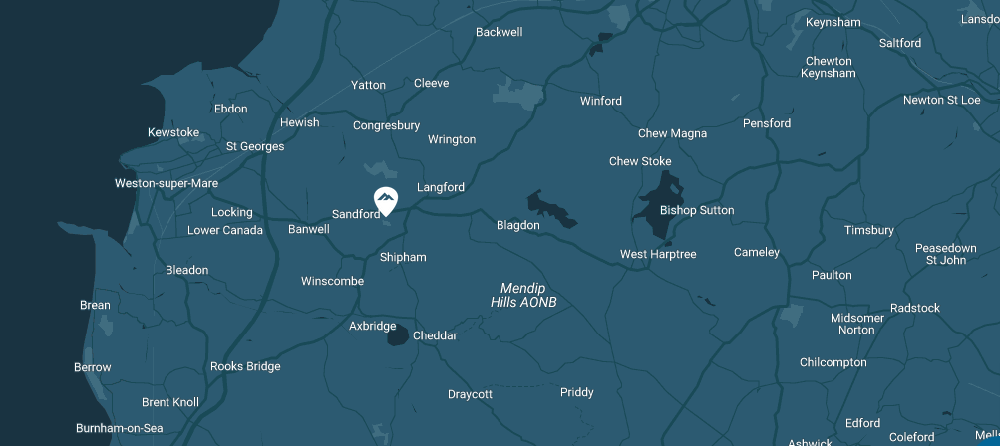 Keynsham
Lansdo
Backwell
Saltford
Chewton
Keynsham
Yatton
Cleeve
Winford
Newton St Loe
Ebdon
Hewish
Congresbury
Pensford
Kewstoke
Chew Magna
Wrington
St Georges
Chew Stoke
Weston-super-Mare
Langford
Locking
Sandford
Bishop Sutton
Lower Canada
Banwell
Blagdon
Timsbury
Peasedown
St John
West Harptree
Cameley
Shipham
Bleadon
Paulton
Winscombe
Mendip
Hills AONB
Brean
Radstock
Midsomer
Norton
Axbridge
Cheddar
Chilcompton
Berrow
Rooks Bridge
Draycott
Priddy
Brent Knoll
Edford
Burnham-on-Sea
Coleford
Mell
Ashwick